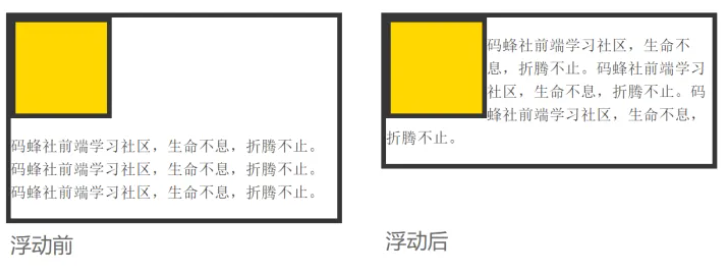 码蜂社前端学习社区，生命不息，折腾不止。
码蜂社前端学习社区，生命不息，折腾不止。
码蜂社前端学习社区，生命不息，折腾不止。
浮动前
码蜂社前端学习社区，生命不
息，折腾不止。码蜂社前端学习
社区，生命不息，折腾不止。码
蜂社前端学习社区，生命不息，
折腾不止。
浮动后